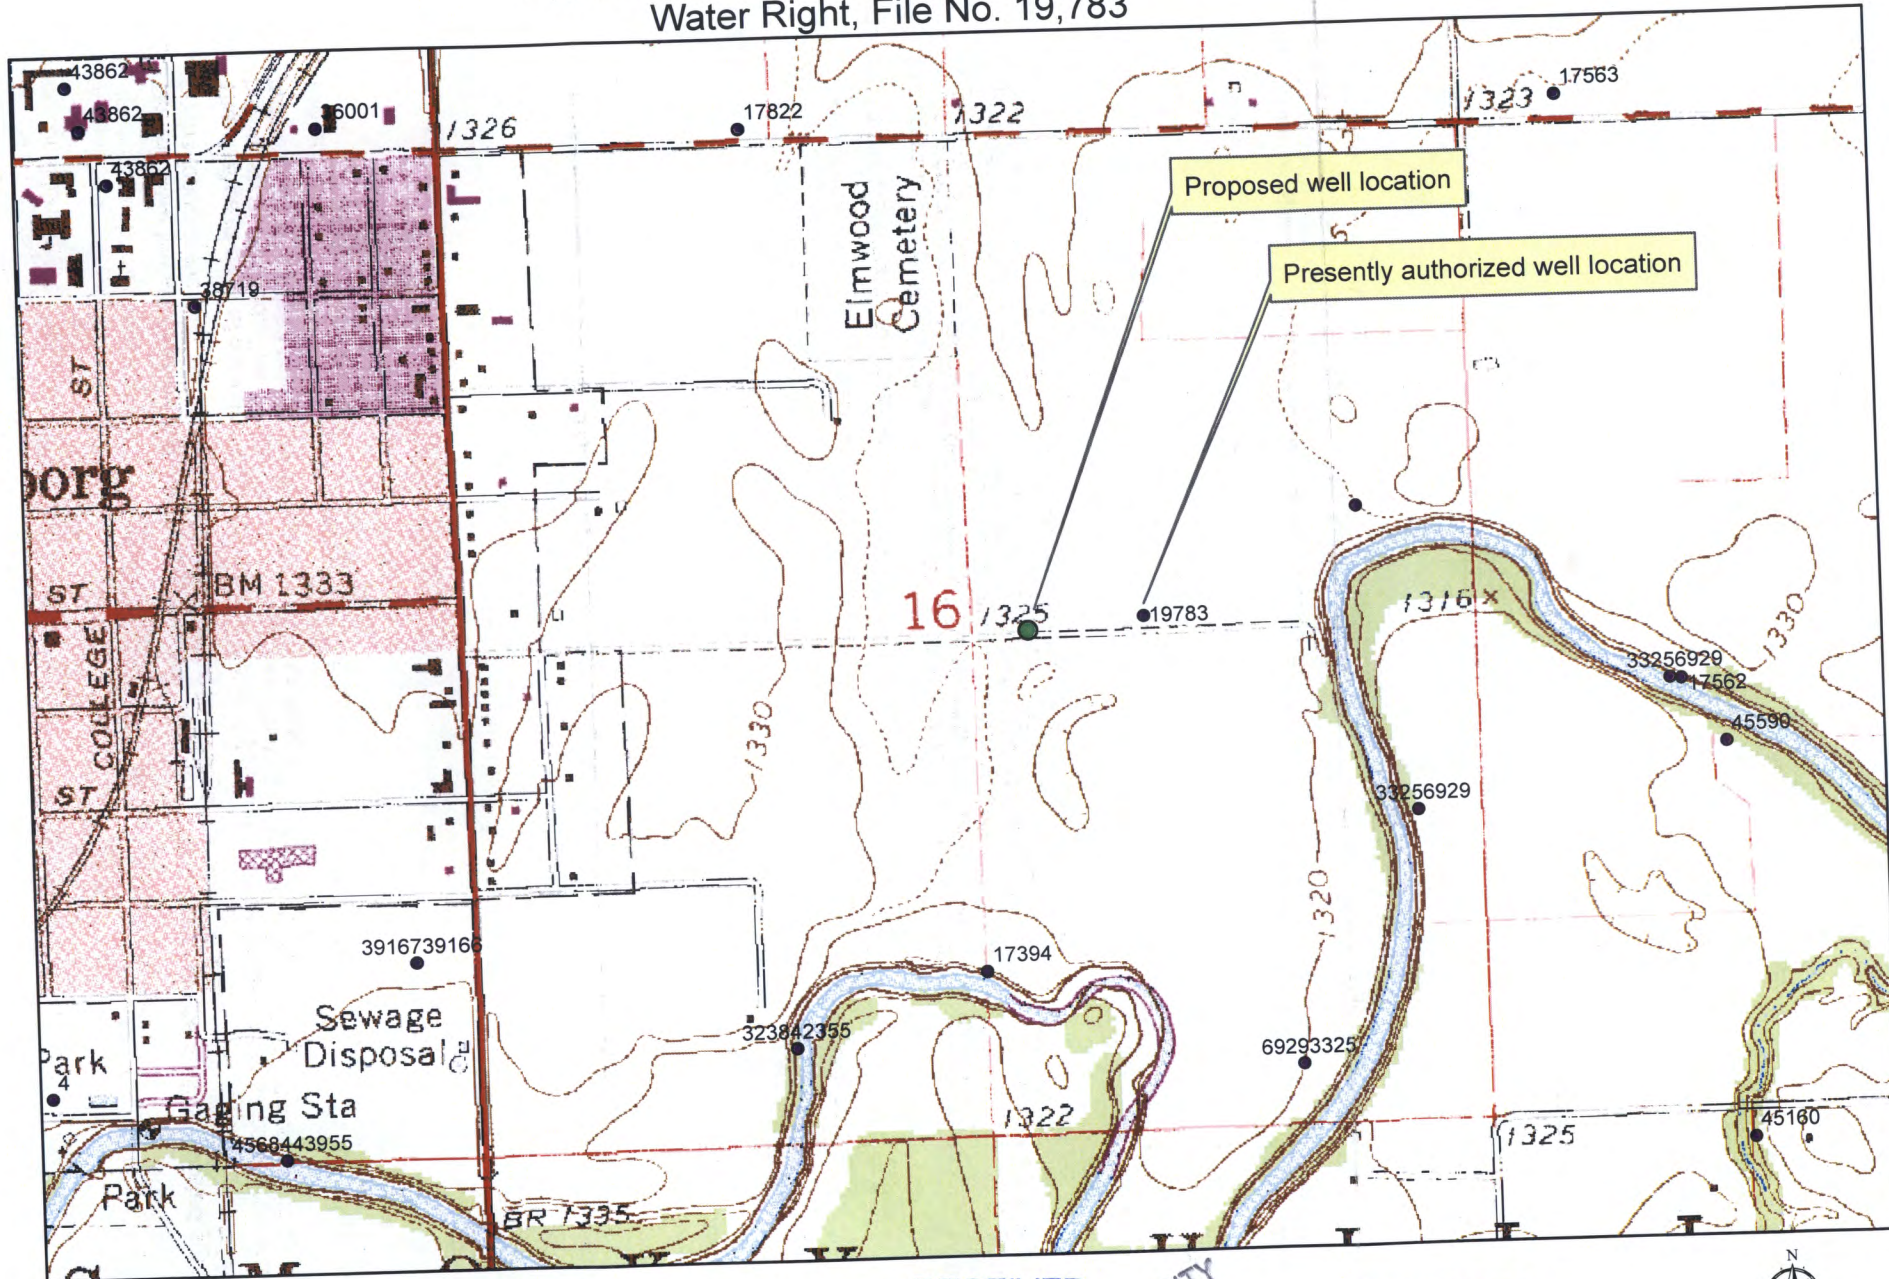 Water Right, File No. 19,783
43862
43862
36001
1326
17822
1322
1323
17563
43862
Elmwood
Cemetery
Proposed well location
5
Presently authorized well location
38719
ST
borg
BM 1333
ST
16
1325
19783
1316
33256929
17562
1330
COLLEGE
1330
45590
ST
33256929
1320
3916739166
17394
Sewage
Disposal
323842355
69293325
Park
4
Gaging Sta
1322
1325
45160
4568443955
Park
BR 1335
N